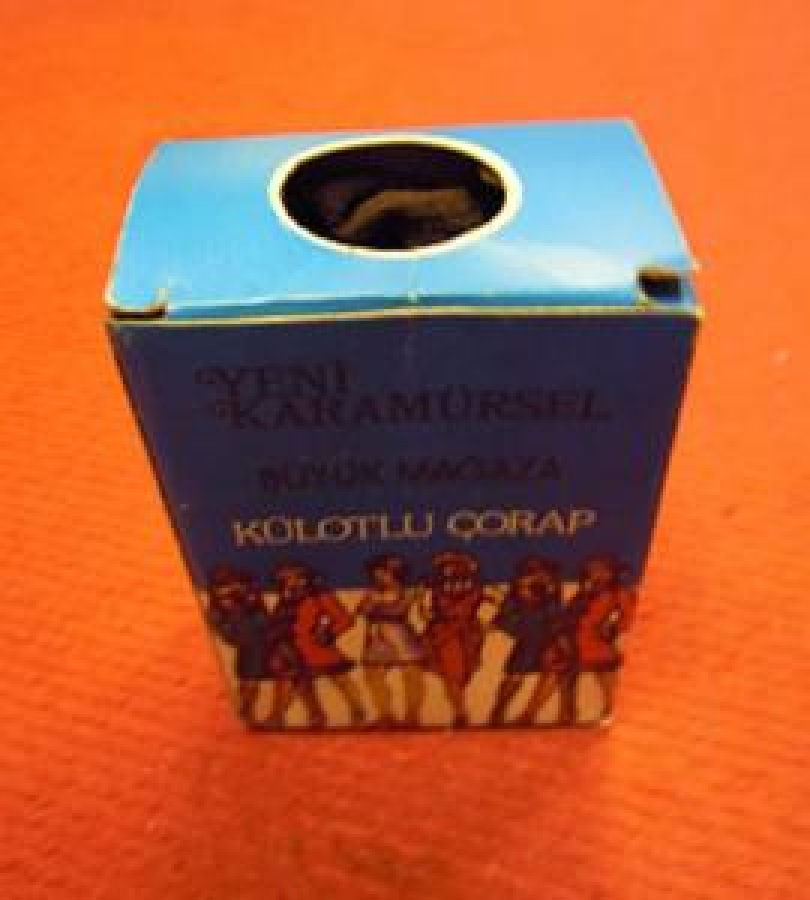 YENİ
KARAMÜRSEL
BÜYÜK MAĞAZA
KÜLOTLU ÇORAP